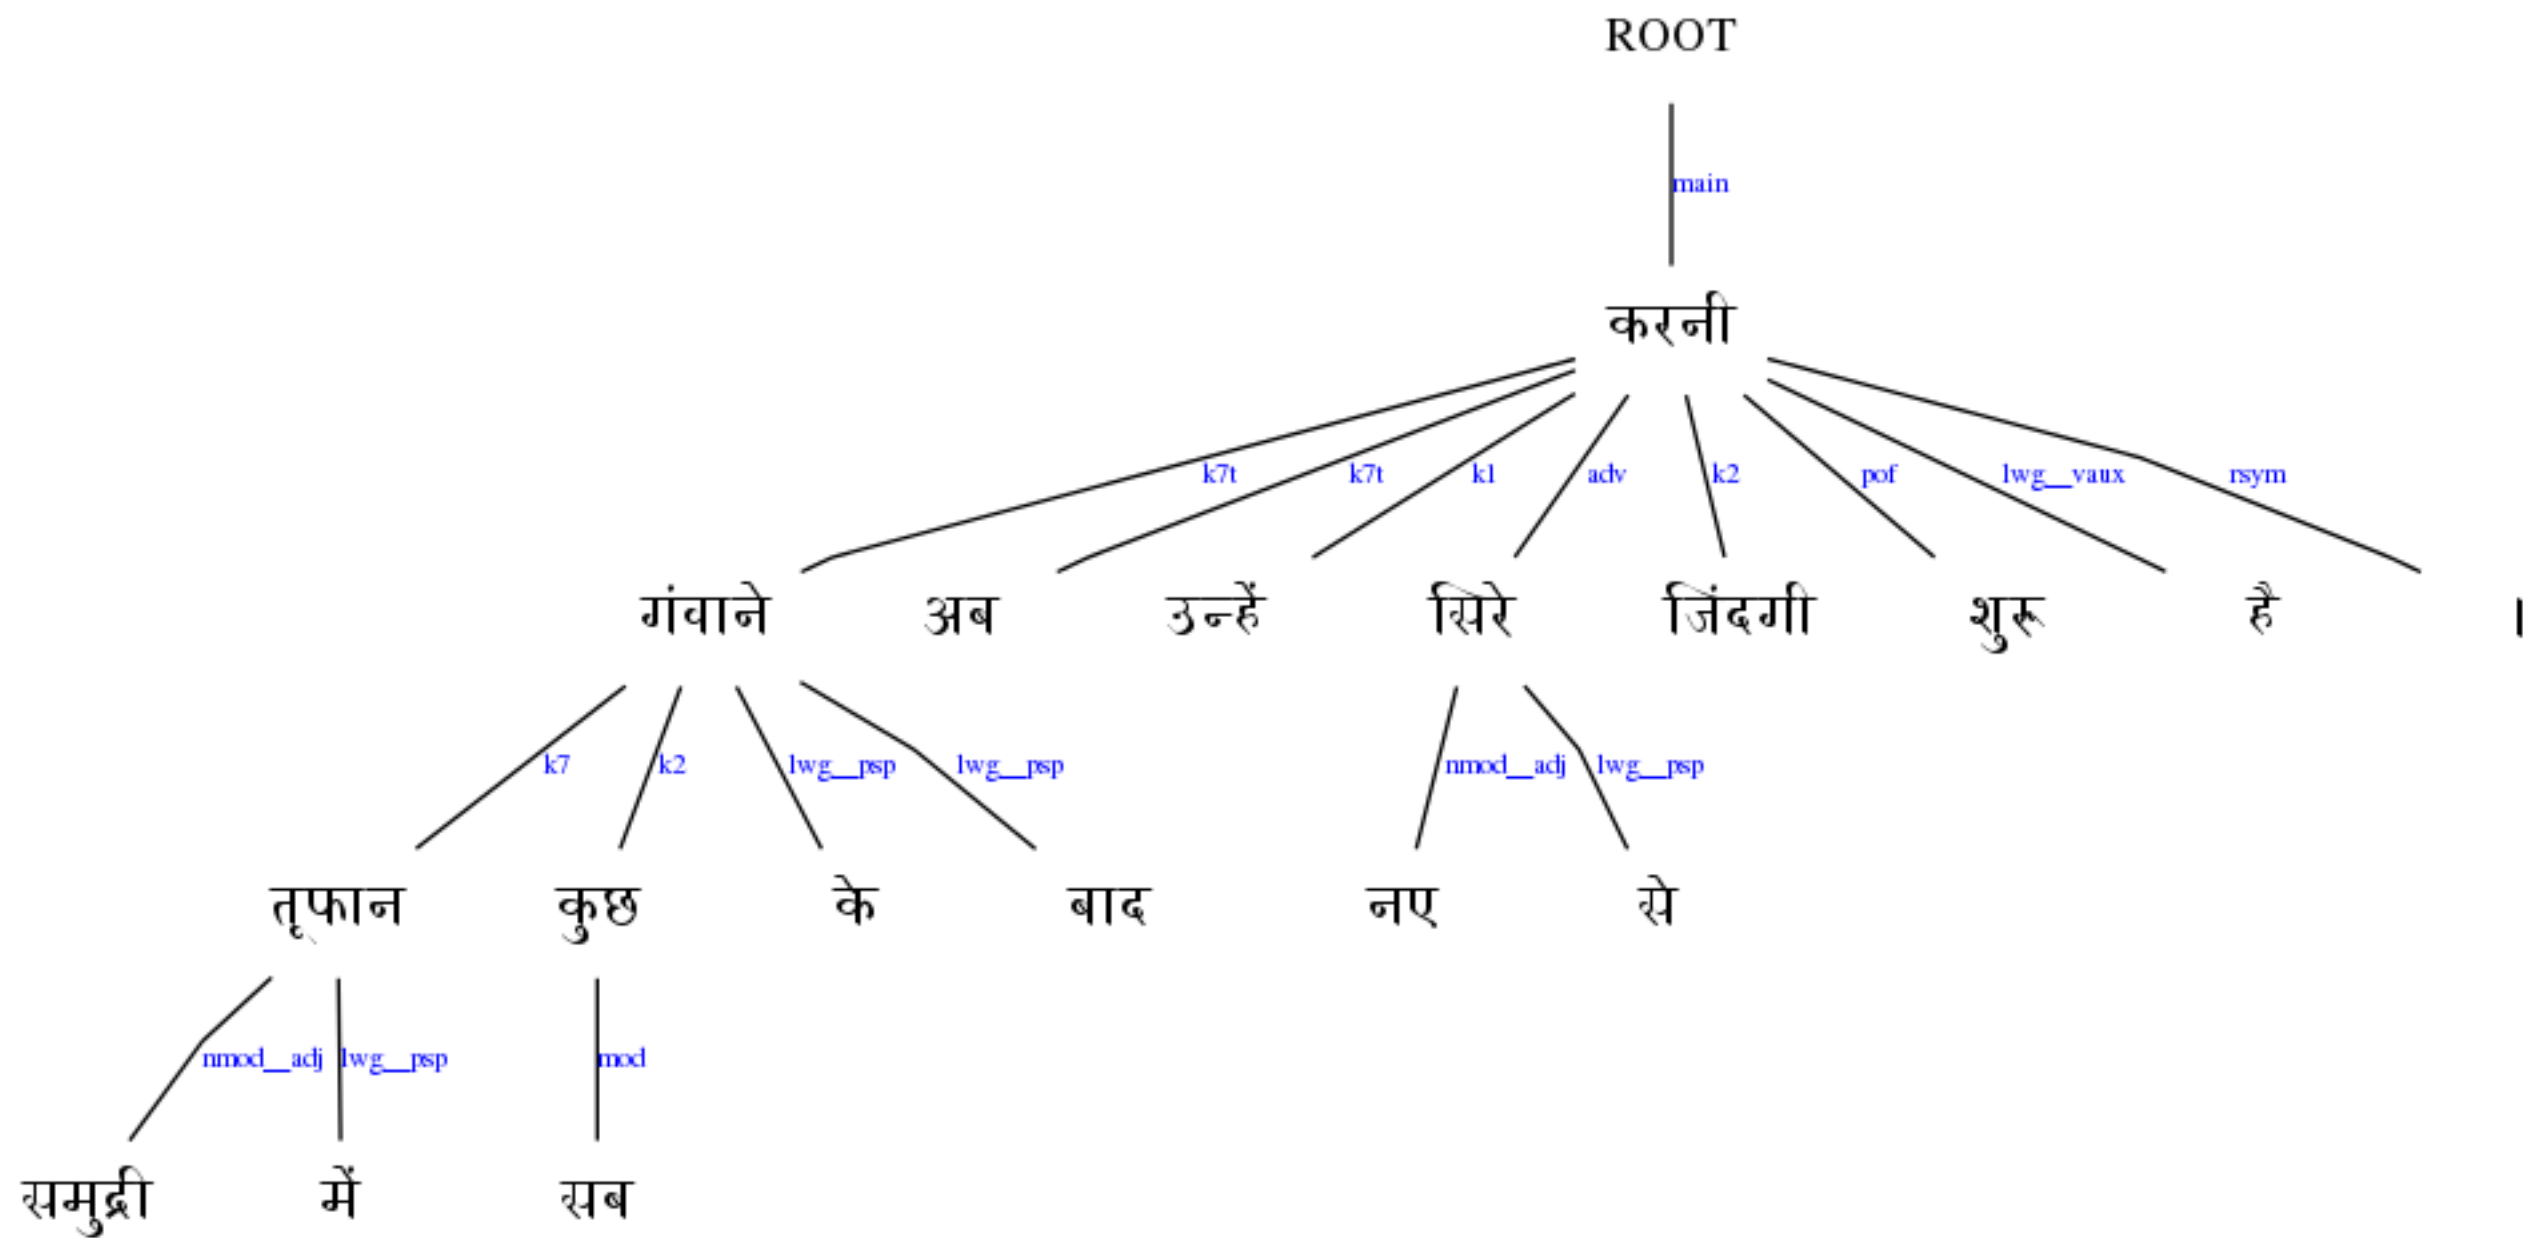 ROOT
main
करनी
k7t k7t k1 adv k2 pof lwg__vaux rsym
गंवाने अब उन्हें सिरे जिंदगी शुरू है ।
k7 k2 lwg__psp lwg__psp nmod__adj lwg__psp
तूफान कुछ के बाद नए से
nmod__adj lwg__psp mod
समुद्री में सब